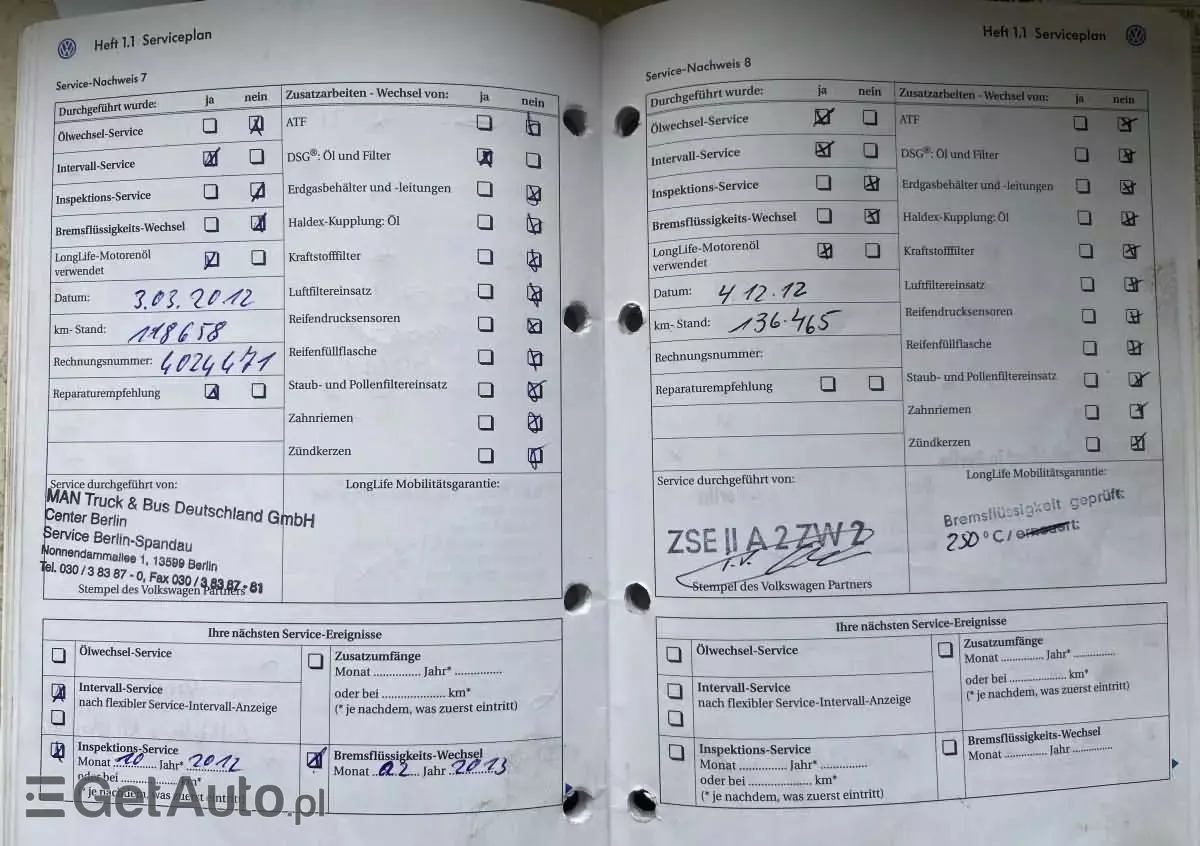 Heft 1.1 Serviceplan
Service-Nachweis 7
Durchgeführt wurde: ja nein
Ölwechsel-Service
Intervall-Service
Inspektions-Service
Bremsflüssigkeits-Wechsel
LongLife-Motorenöl
verwendet
Datum: 3.03.2012
km- Stand: 118658
Rechnungsnummer: 4024471
Reparaturempfehlung
Zusatzarbeiten - Wechsel von: ja nein
ATF
DSG®: Öl und Filter
Erdgasbehälter und -leitungen
Haldex-Kupplung: Öl
Kraftstofffilter
Luftfiltereinsatz
Reifendrucksensoren
Reifenfüllflasche
Staub- und Pollenfiltereinsatz
Zahnriemen
Zündkerzen
Service durchgeführt von:
MAN Truck & Bus Deutschland GmbH
Center Berlin
Service Berlin-Spandau
Nonnendammallee 1, 13599 Berlin
Tel. 030 / 3 83 87 - 0, Fax 030 / 3 83 87 - 81
Stempel des Volkswagen Partners
LongLife Mobilitätsgarantie:
Ihre nächsten Service-Ereignisse
Ölwechsel-Service
Intervall-Service
nach flexibler Service-Intervall-Anzeige
Inspektions-Service
Monat 10 Jahr* 2012
oder bei km*
(* je nachdem, was zuerst eintritt)
Zusatzumfänge
Monat Jahr*
oder bei km*
(* je nachdem, was zuerst eintritt)
Bremsflüssigkeits-Wechsel
Monat 02 Jahr 2013
Heft 1.1 Serviceplan
Service-Nachweis 8
Durchgeführt wurde: ja nein
Ölwechsel-Service
Intervall-Service
Inspektions-Service
Bremsflüssigkeits-Wechsel
LongLife-Motorenöl
verwendet
Datum: 4.12.12
km- Stand: 136.465
Rechnungsnummer:
Reparaturempfehlung
Zusatzarbeiten - Wechsel von: ja nein
ATF
DSG®: Öl und Filter
Erdgasbehälter und -leitungen
Haldex-Kupplung: Öl
Kraftstofffilter
Luftfiltereinsatz
Reifendrucksensoren
Reifenfüllflasche
Staub- und Pollenfiltereinsatz
Zahnriemen
Zündkerzen
Service durchgeführt von:
ZSE II A 2 ZW 2
i.V.
Stempel des Volkswagen Partners
LongLife Mobilitätsgarantie:
Bremsflüssigkeit geprüft:
250 °C / erneuert:
Ihre nächsten Service-Ereignisse
Ölwechsel-Service
Intervall-Service
nach flexibler Service-Intervall-Anzeige
Inspektions-Service
Monat Jahr*
oder bei km*
(* je nachdem, was zuerst eintritt)
Zusatzumfänge
Monat Jahr*
oder bei km*
(* je nachdem, was zuerst eintritt)
Bremsflüssigkeits-Wechsel
Monat Jahr
GetAuto.pl